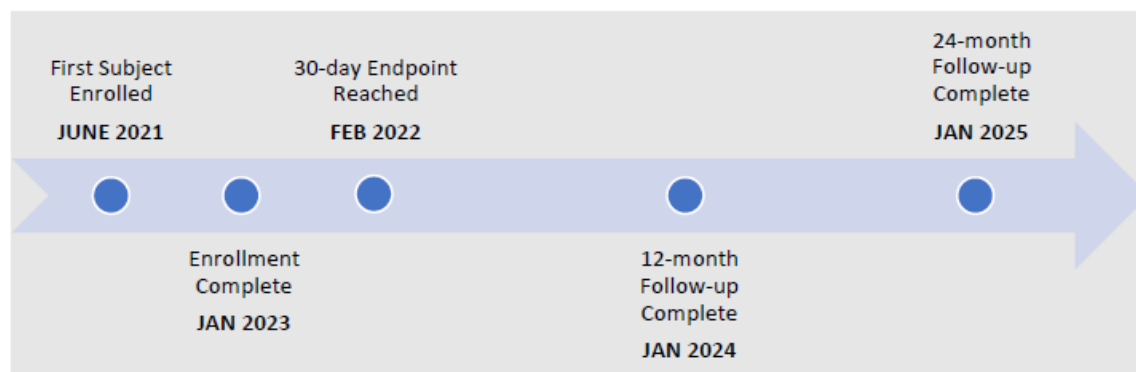 First Subject
Enrolled
JUNE 2021
Enrollment
Complete
JAN 2023
30-day Endpoint
Reached
FEB 2022
12-month
Follow-up
Complete
JAN 2024
24-month
Follow-up
Complete
JAN 2025